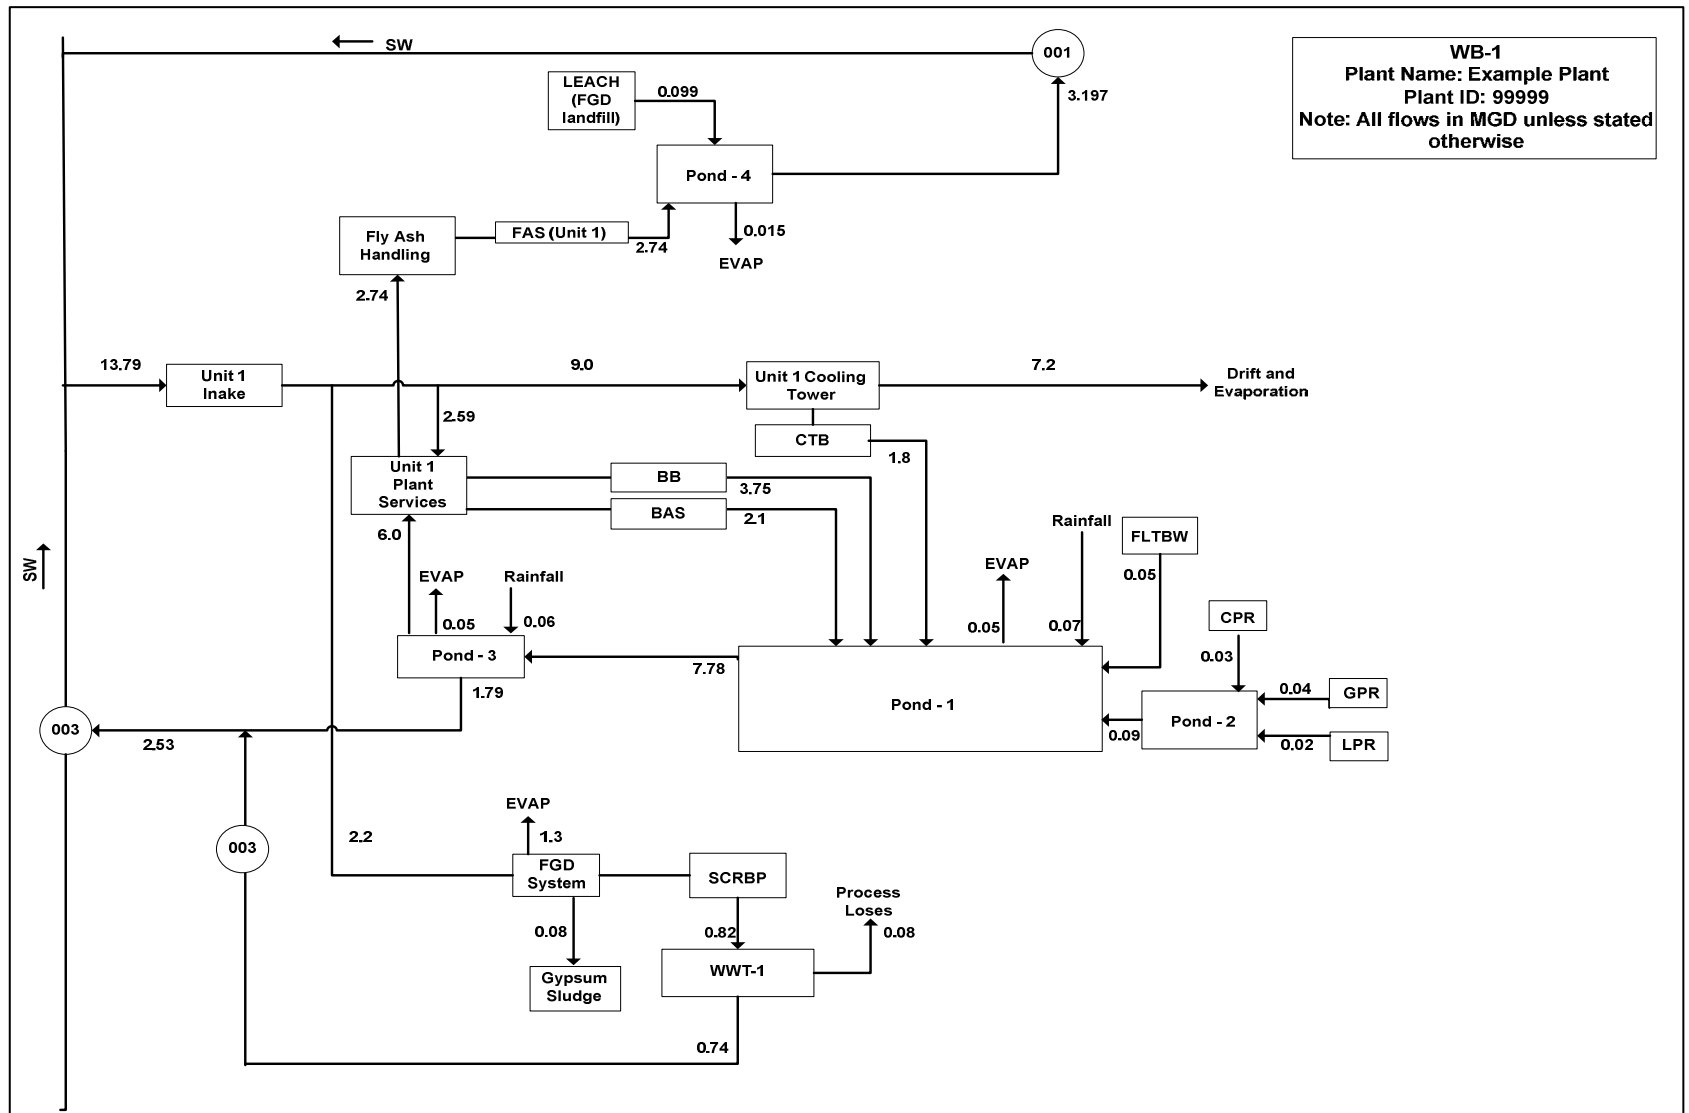 SW
001
WB-1
Plant Name: Example Plant
Plant ID: 99999
Note: All flows in MGD unless stated
otherwise
LEACH
(FGD
landfill)
0.099
3.197
Pond - 4
Fly Ash
Handling
FAS (Unit 1)
2.74
0.015
EVAP
2.74
13.79
Unit 1
Inake
9.0
Unit 1 Cooling
Tower
7.2
Drift and
Evaporation
2.59
CTB
1.8
Unit 1
Plant
Services
BB
3.75
BAS
2.1
6.0
Rainfall
FLTBW
SW
EVAP
Rainfall
EVAP
0.05
0.05
0.06
0.05
0.07
CPR
0.03
Pond - 3
7.78
1.79
Pond - 1
0.04
GPR
Pond - 2
0.09
0.02
LPR
003
2.53
EVAP
1.3
003
2.2
FGD
System
SCRBP
Process
Loses
0.08
0.82
0.08
Gypsum
Sludge
WWT-1
0.74